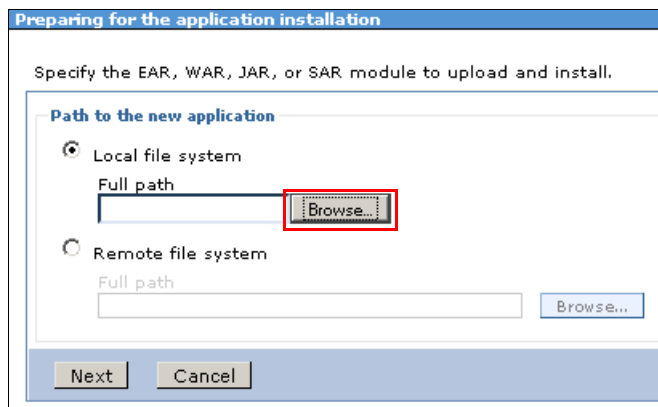 Preparing for the application installation
Specify the EAR, WAR, JAR, or SAR module to upload and install.
Path to the new application
Local file system
Full path
Browse...
Remote file system
Full path
Browse...
Next Cancel